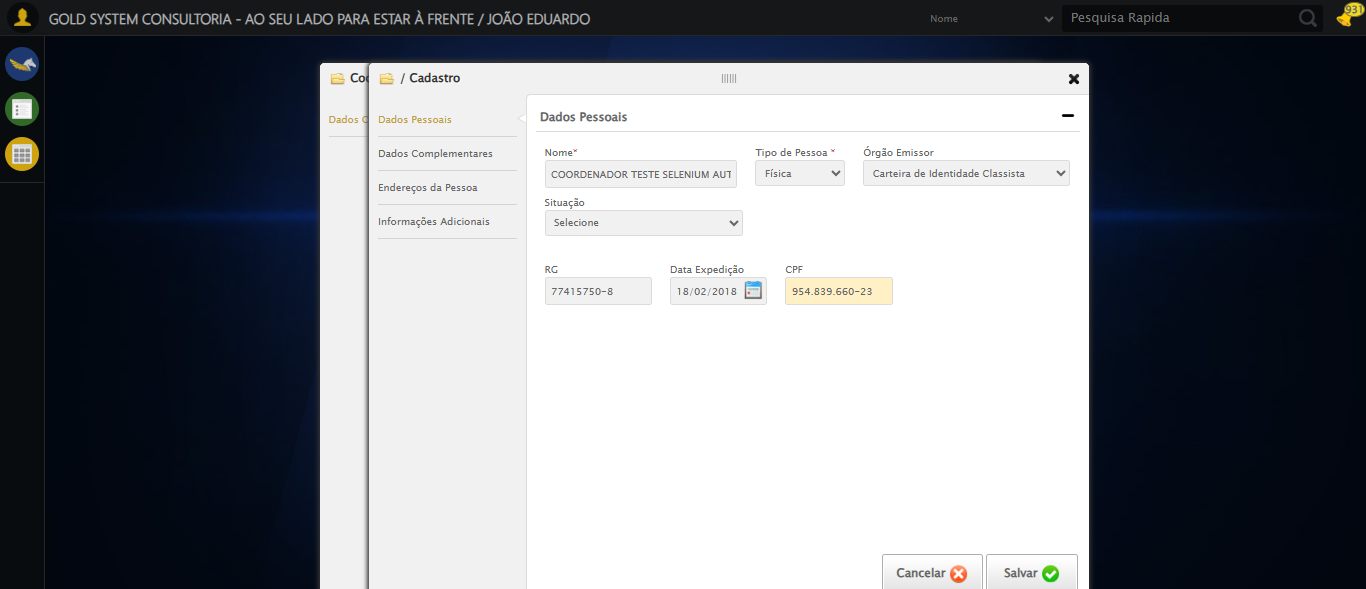 GOLD SYSTEM CONSULTORIA - AO SEU LADO PARA ESTAR À FRENTE / JOÃO EDUARDO
Nome
Pesquisa Rapida
931
Coo
/ Cadastro
Dados C
Dados Pessoais
Dados Complementares
Endereços da Pessoa
Informações Adicionais
Dados Pessoais
Nome* Tipo de Pessoa * Órgão Emissor
COORDENADOR TESTE SELENIUM AUT Física Carteira de Identidade Classista
Situação
Selecione
RG Data Expedição CPF
77415750-8 18/02/2018 954.839.660-23
Cancelar Salvar